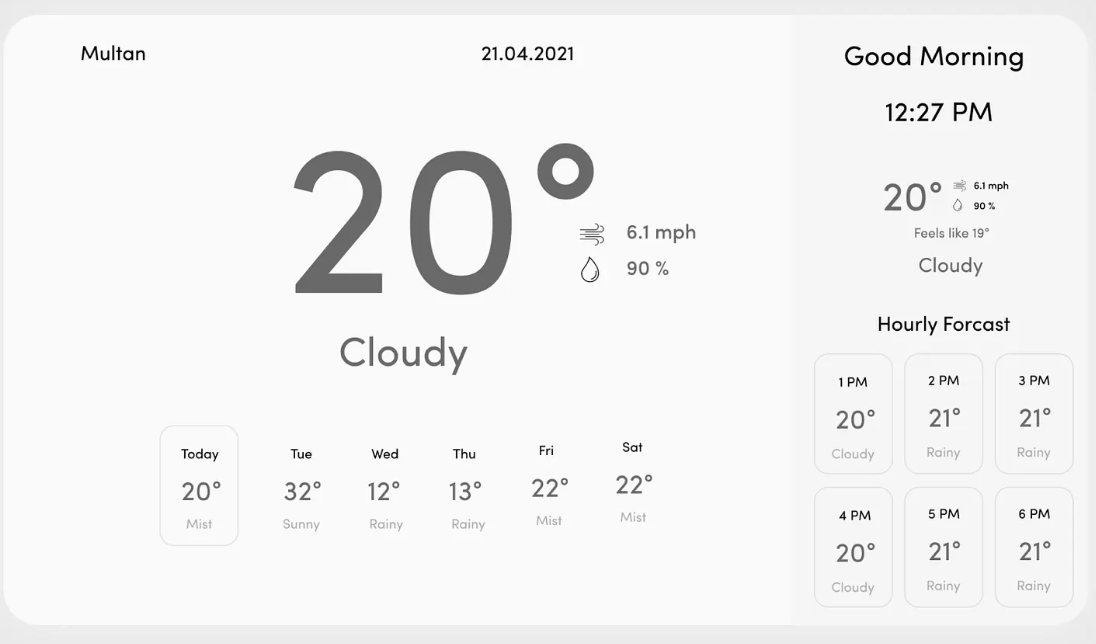 Multan
21.04.2021
20°
6.1 mph
90 %
Cloudy
Today
20°
Mist
Tue
32°
Sunny
Wed
12°
Rainy
Thu
13°
Rainy
Fri
22°
Mist
Sat
22°
Mist
Good Morning
12:27 PM
20°
6.1 mph
90 %
Feels like 19°
Cloudy
Hourly Forcast
1 PM
20°
Cloudy
2 PM
21°
Rainy
3 PM
21°
Rainy
4 PM
20°
Cloudy
5 PM
21°
Rainy
6 PM
21°
Rainy